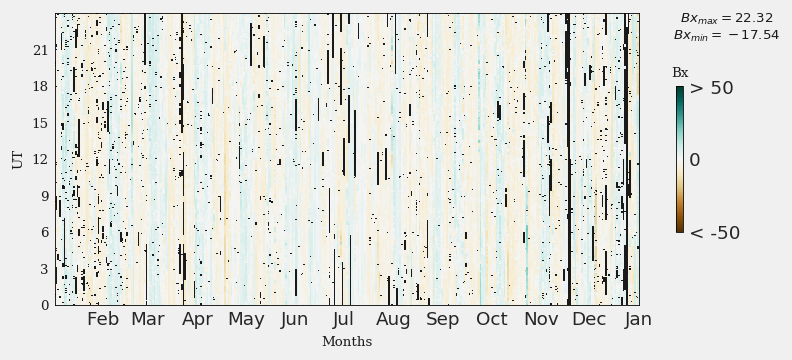 Bx_max = 22.32
Bx_min = −17.54
Bx
> 50
0
< -50
21
18
15
12
9
6
3
0
UT
Feb Mar Apr May Jun Jul Aug Sep Oct Nov Dec Jan
Months